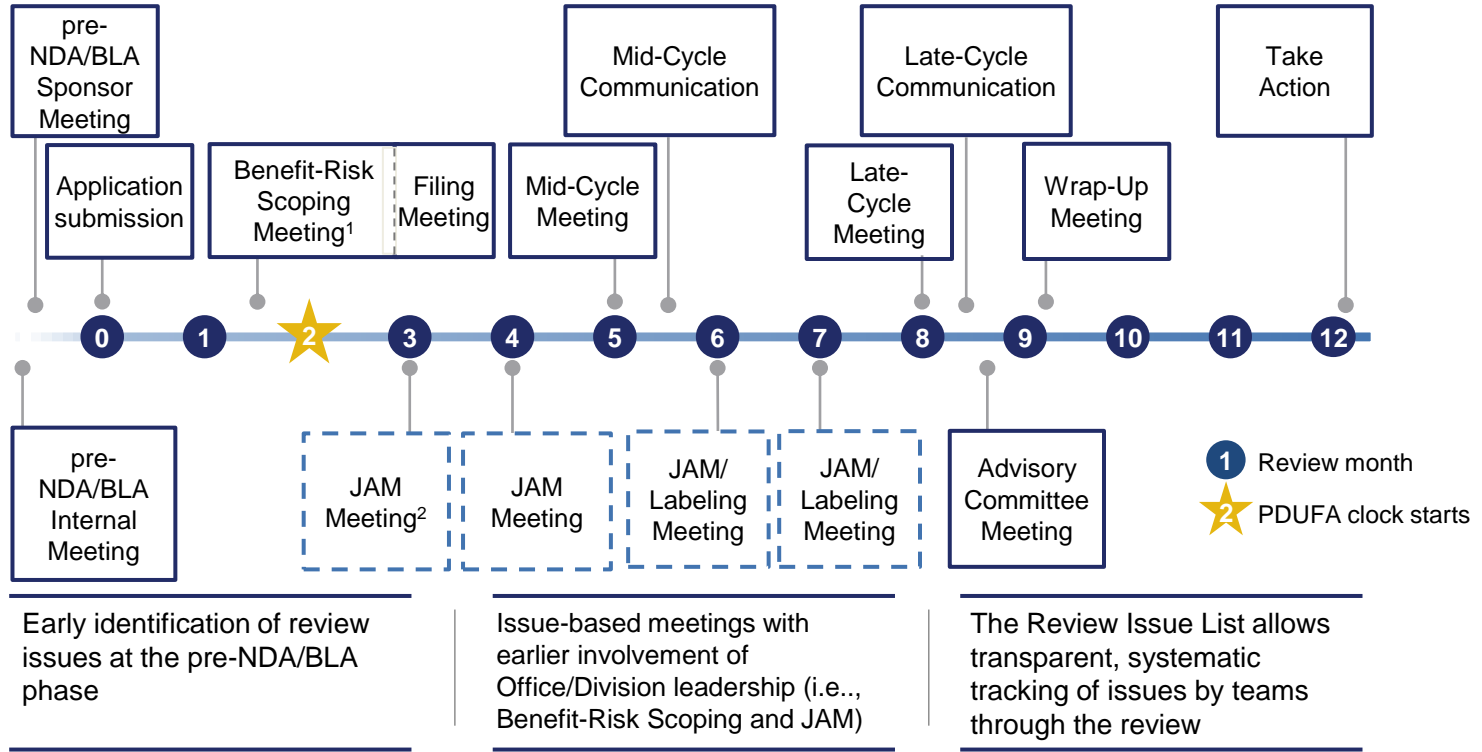 pre-
NDA/BLA
Sponsor
Meeting
Mid-Cycle
Communication
Late-Cycle
Communication
Take
Action
Application
submission
Benefit-Risk
Scoping
Meeting¹
Filing
Meeting
Mid-Cycle
Meeting
Late-
Cycle
Meeting
Wrap-Up
Meeting
0
1
2
3
4
5
6
7
8
9
10
11
12
pre-
NDA/BLA
Internal
Meeting
JAM
Meeting²
JAM
Meeting
JAM/
Labeling
Meeting
JAM/
Labeling
Meeting
Advisory
Committee
Meeting
1 Review month
2 PDUFA clock starts
Early identification of review
issues at the pre-NDA/BLA
phase
Issue-based meetings with
earlier involvement of
Office/Division leadership (i.e..,
Benefit-Risk Scoping and JAM)
The Review Issue List allows
transparent, systematic
tracking of issues by teams
through the review